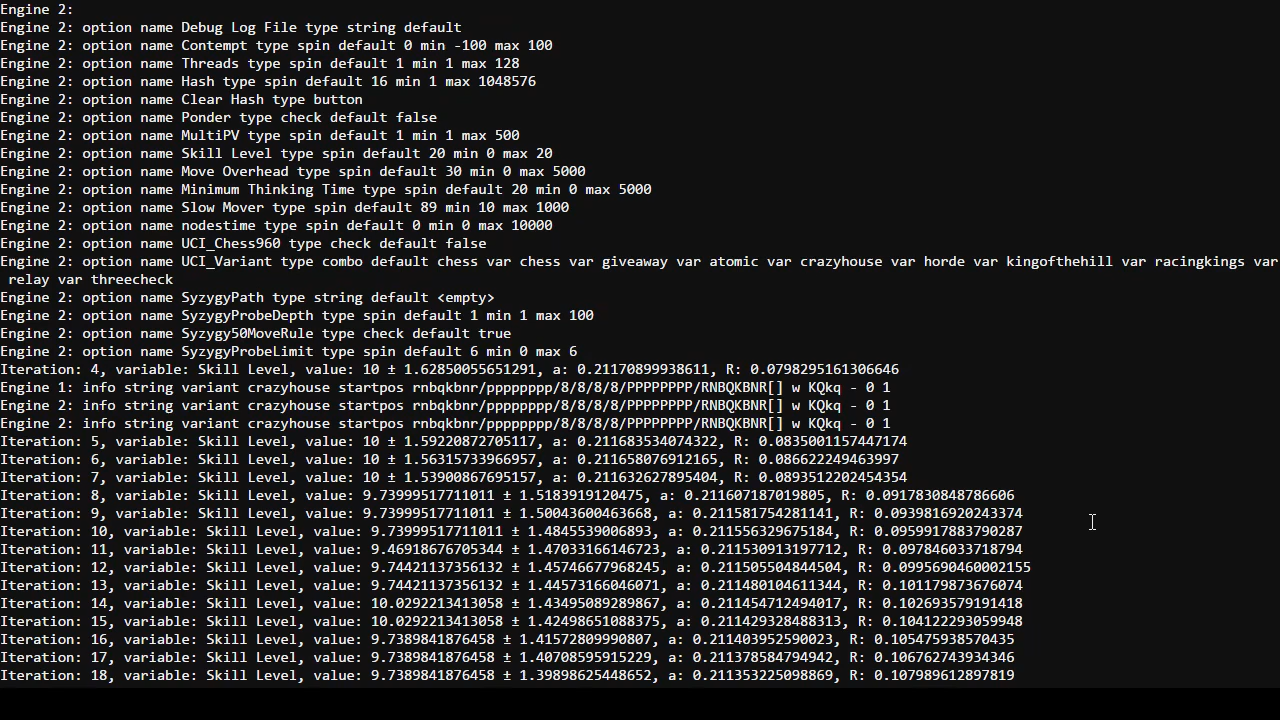 Engine 2:
Engine 2: option name Debug Log File type string default
Engine 2: option name Contempt type spin default 0 min -100 max 100
Engine 2: option name Threads type spin default 1 min 1 max 128
Engine 2: option name Hash type spin default 16 min 1 max 1048576
Engine 2: option name Clear Hash type button
Engine 2: option name Ponder type check default false
Engine 2: option name MultiPV type spin default 1 min 1 max 500
Engine 2: option name Skill Level type spin default 20 min 0 max 20
Engine 2: option name Move Overhead type spin default 30 min 0 max 5000
Engine 2: option name Minimum Thinking Time type spin default 20 min 0 max 5000
Engine 2: option name Slow Mover type spin default 89 min 10 max 1000
Engine 2: option name nodestime type spin default 0 min 0 max 10000
Engine 2: option name UCI_Chess960 type check default false
Engine 2: option name UCI_Variant type combo default chess var chess var giveaway var atomic var crazyhouse var horde var kingofthehill var racingkings var
relay var threecheck
Engine 2: option name SyzygyPath type string default <empty>
Engine 2: option name SyzygyProbeDepth type spin default 1 min 1 max 100
Engine 2: option name Syzygy50MoveRule type check default true
Engine 2: option name SyzygyProbeLimit type spin default 6 min 0 max 6
Iteration: 4, variable: Skill Level, value: 10 ± 1.62850055651291, a: 0.21170899938611, R: 0.0798295161306646
Engine 1: info string variant crazyhouse startpos rnbqkbnr/pppppppp/8/8/8/8/PPPPPPPP/RNBQKBNR[] w KQkq - 0 1
Engine 2: info string variant crazyhouse startpos rnbqkbnr/pppppppp/8/8/8/8/PPPPPPPP/RNBQKBNR[] w KQkq - 0 1
Engine 2: info string variant crazyhouse startpos rnbqkbnr/pppppppp/8/8/8/8/PPPPPPPP/RNBQKBNR[] w KQkq - 0 1
Iteration: 5, variable: Skill Level, value: 10 ± 1.59220872705117, a: 0.211683534074322, R: 0.0835001157447174
Iteration: 6, variable: Skill Level, value: 10 ± 1.56315733966957, a: 0.211658076912165, R: 0.086622249463997
Iteration: 7, variable: Skill Level, value: 10 ± 1.53900867695157, a: 0.211632627895404, R: 0.0893512202454354
Iteration: 8, variable: Skill Level, value: 9.73999517711011 ± 1.5183919120475, a: 0.211607187019805, R: 0.0917830848786606
Iteration: 9, variable: Skill Level, value: 9.73999517711011 ± 1.50043600463668, a: 0.211581754281141, R: 0.0939816920243374
Iteration: 10, variable: Skill Level, value: 9.73999517711011 ± 1.4845539006893, a: 0.211556329675184, R: 0.0959917883790287
Iteration: 11, variable: Skill Level, value: 9.46918676705344 ± 1.47033166146723, a: 0.211530913197712, R: 0.097846033718794
Iteration: 12, variable: Skill Level, value: 9.74421137356132 ± 1.45746677968245, a: 0.211505504844504, R: 0.0995690460002155
Iteration: 13, variable: Skill Level, value: 9.74421137356132 ± 1.44573166046071, a: 0.211480104611344, R: 0.101179873676074
Iteration: 14, variable: Skill Level, value: 10.0292213413058 ± 1.43495089289867, a: 0.211454712494017, R: 0.102693579191418
Iteration: 15, variable: Skill Level, value: 10.0292213413058 ± 1.42498651088375, a: 0.211429328488313, R: 0.104122293059948
Iteration: 16, variable: Skill Level, value: 9.7389841876458 ± 1.41572809990807, a: 0.211403952590023, R: 0.105475938570435
Iteration: 17, variable: Skill Level, value: 9.7389841876458 ± 1.40708595915229, a: 0.211378584794942, R: 0.106762743934346
Iteration: 18, variable: Skill Level, value: 9.7389841876458 ± 1.39898625448652, a: 0.211353225098869, R: 0.107989612897819